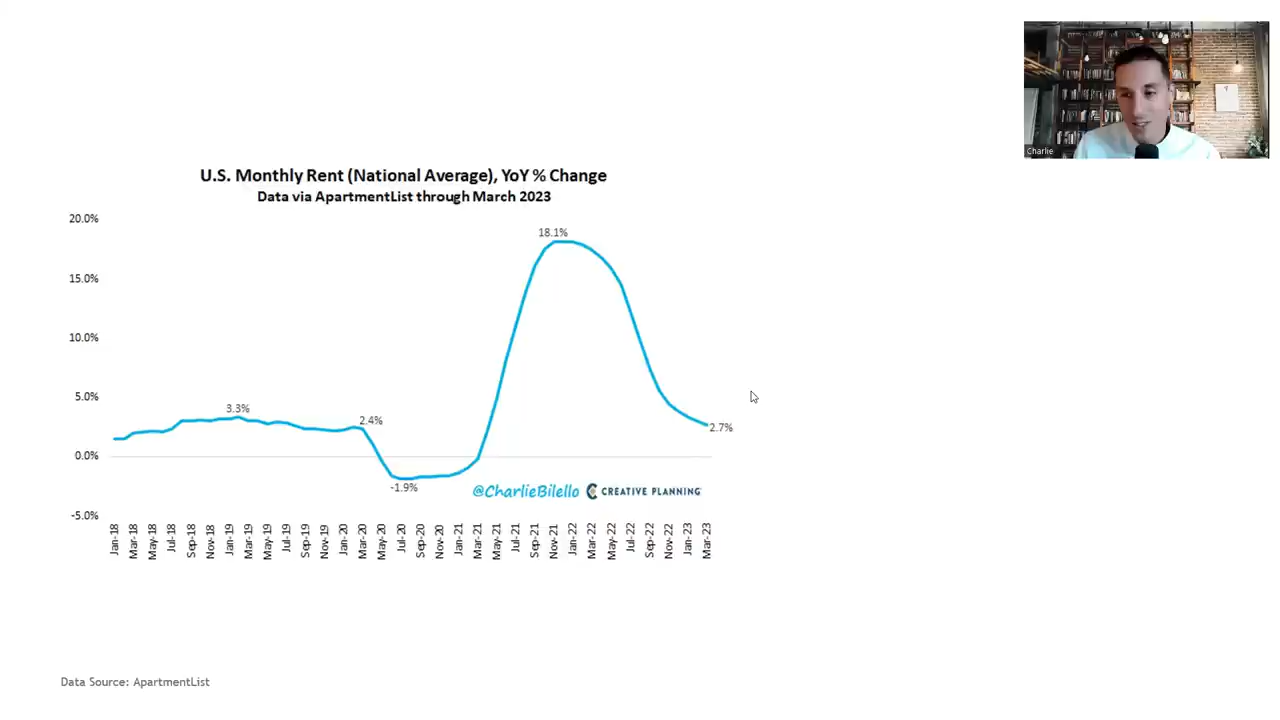 Charlie
U.S. Monthly Rent (National Average), YoY % Change
Data via ApartmentList through March 2023
20.0%
15.0%
10.0%
5.0%
0.0%
-5.0%
3.3%
2.4%
-1.9%
18.1%
2.7%
@CharlieBilello
CREATIVE PLANNING
Jan-18
Mar-18
May-18
Jul-18
Sep-18
Nov-18
Jan-19
Mar-19
May-19
Jul-19
Sep-19
Nov-19
Jan-20
Mar-20
May-20
Jul-20
Sep-20
Nov-20
Jan-21
Mar-21
May-21
Jul-21
Sep-21
Nov-21
Jan-22
Mar-22
May-22
Jul-22
Sep-22
Nov-22
Jan-23
Mar-23
Data Source: ApartmentList